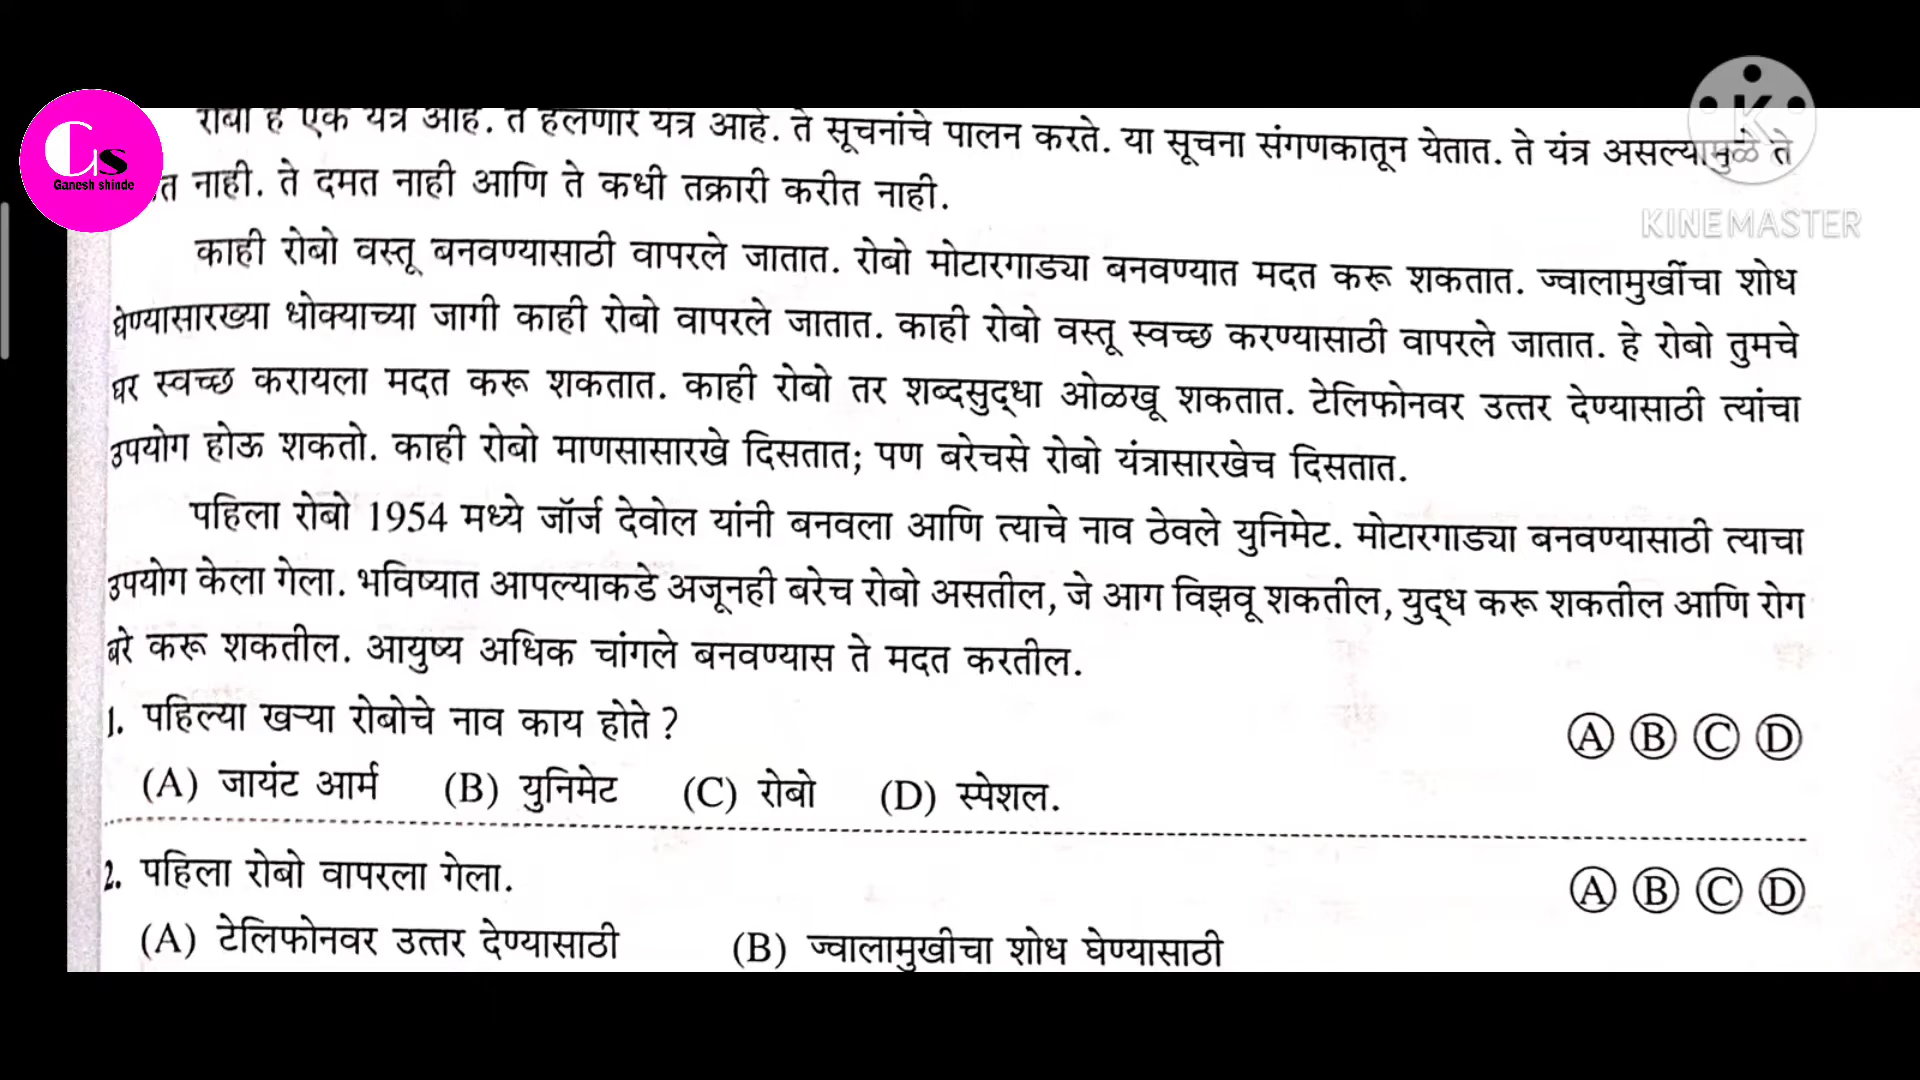 रोबो हे एक यंत्र आहे. ते हलणारे यंत्र आहे. ते सूचनांचे पालन करते. या सूचना संगणकातून येतात. ते यंत्र असल्यामुळे ते
नाही. ते दमत नाही आणि ते कधी तक्रारी करीत नाही.
काही रोबो वस्तू बनवण्यासाठी वापरले जातात. रोबो मोटारगाड्या बनवण्यात मदत करू शकतात. ज्वालामुखींचा शोध
घेण्यासारख्या धोक्याच्या जागी काही रोबो वापरले जातात. काही रोबो वस्तू स्वच्छ करण्यासाठी वापरले जातात. हे रोबो तुमचे
घर स्वच्छ करायला मदत करू शकतात. काही रोबो तर शब्दसुद्धा ओळखू शकतात. टेलिफोनवर उत्तर देण्यासाठी त्यांचा
उपयोग होऊ शकतो. काही रोबो माणसासारखे दिसतात; पण बरेचसे रोबो यंत्रासारखेच दिसतात.
पहिला रोबो 1954 मध्ये जॉर्ज देवोल यांनी बनवला आणि त्याचे नाव ठेवले युनिमेट. मोटारगाड्या बनवण्यासाठी त्याचा
उपयोग केला गेला. भविष्यात आपल्याकडे अजूनही बरेच रोबो असतील, जे आग विझवू शकतील, युद्ध करू शकतील आणि रोग
बरे करू शकतील. आयुष्य अधिक चांगले बनवण्यास ते मदत करतील.
1. पहिल्या खऱ्या रोबोचे नाव काय होते ? Ⓐ Ⓑ Ⓒ Ⓓ
(A) जायंट आर्म (B) युनिमेट (C) रोबो (D) स्पेशल.
2. पहिला रोबो वापरला गेला. Ⓐ Ⓑ Ⓒ Ⓓ
(A) टेलिफोनवर उत्तर देण्यासाठी (B) ज्वालामुखीचा शोध घेण्यासाठी
Gs
Ganesh shinde
K
KINEMASTER